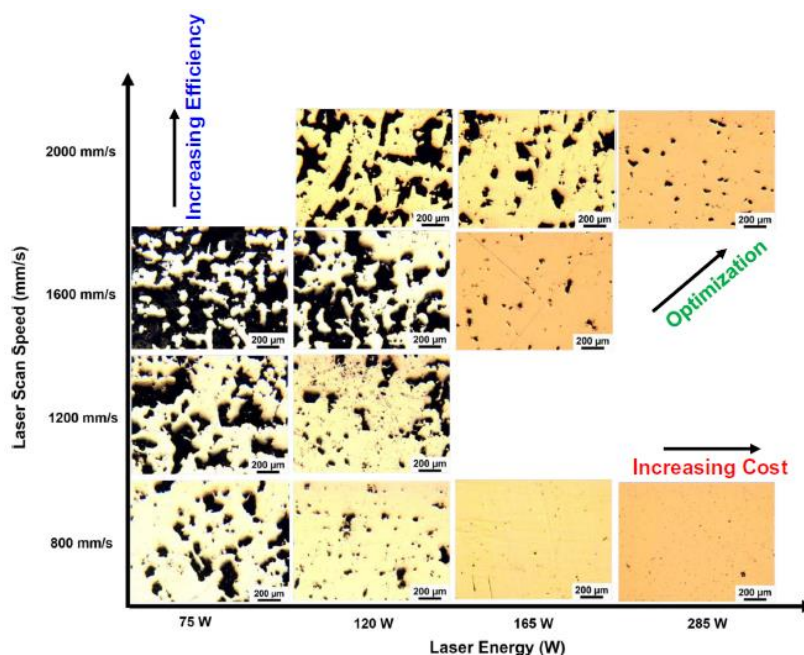 Increasing Efficiency
Laser Scan Speed (mm/s)
2000 mm/s
200 µm
200 µm
200 µm
1600 mm/s
200 µm
200 µm
200 µm
Optimization
1200 mm/s
200 µm
200 µm
Increasing Cost
800 mm/s
200 µm
200 µm
200 µm
200 µm
75 W
120 W
165 W
285 W
Laser Energy (W)